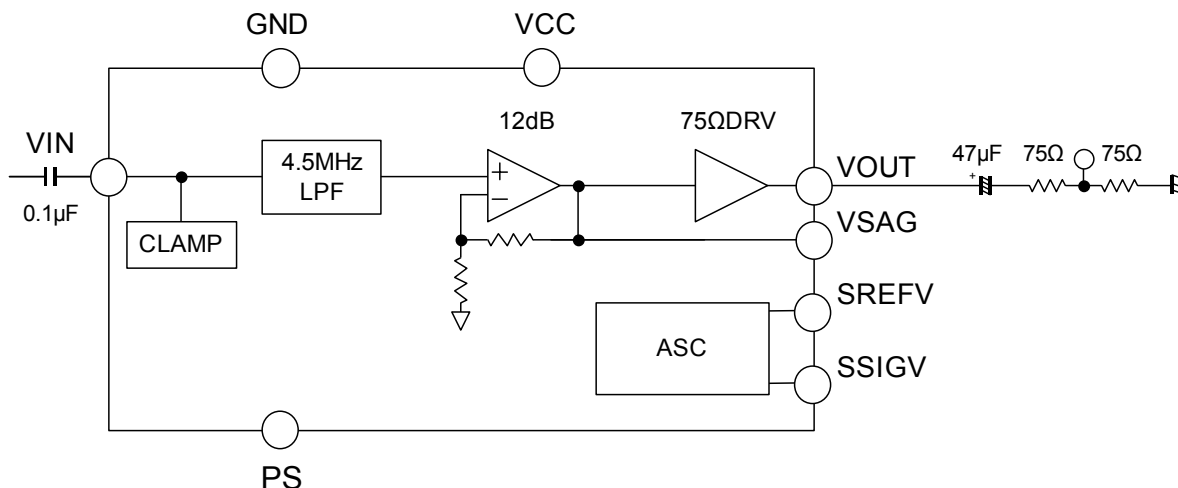 GND
VCC
VIN
0.1µF
CLAMP
4.5MHz
LPF
12dB
+
−
75ΩDRV
VOUT
47µF
+
75Ω
75Ω
VSAG
SREFV
ASC
SSIGV
PS